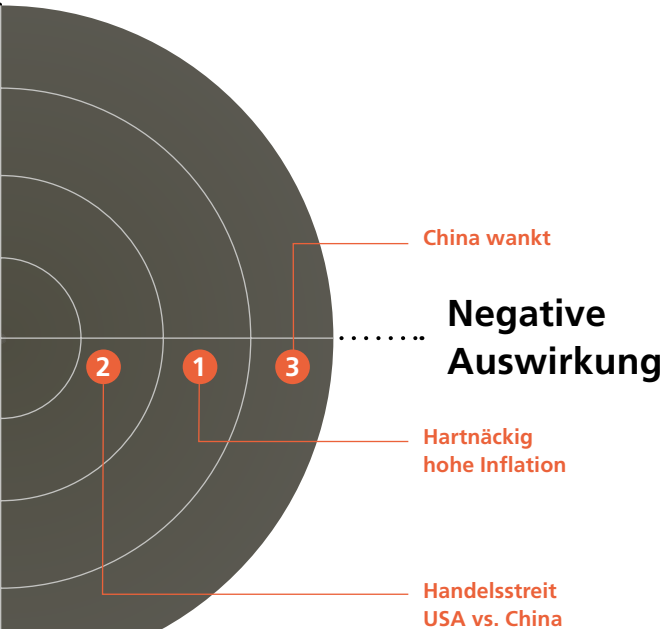 China wankt
Negative
Auswirkung
2
1
3
Hartnäckig
hohe Inflation
Handelsstreit
USA vs. China